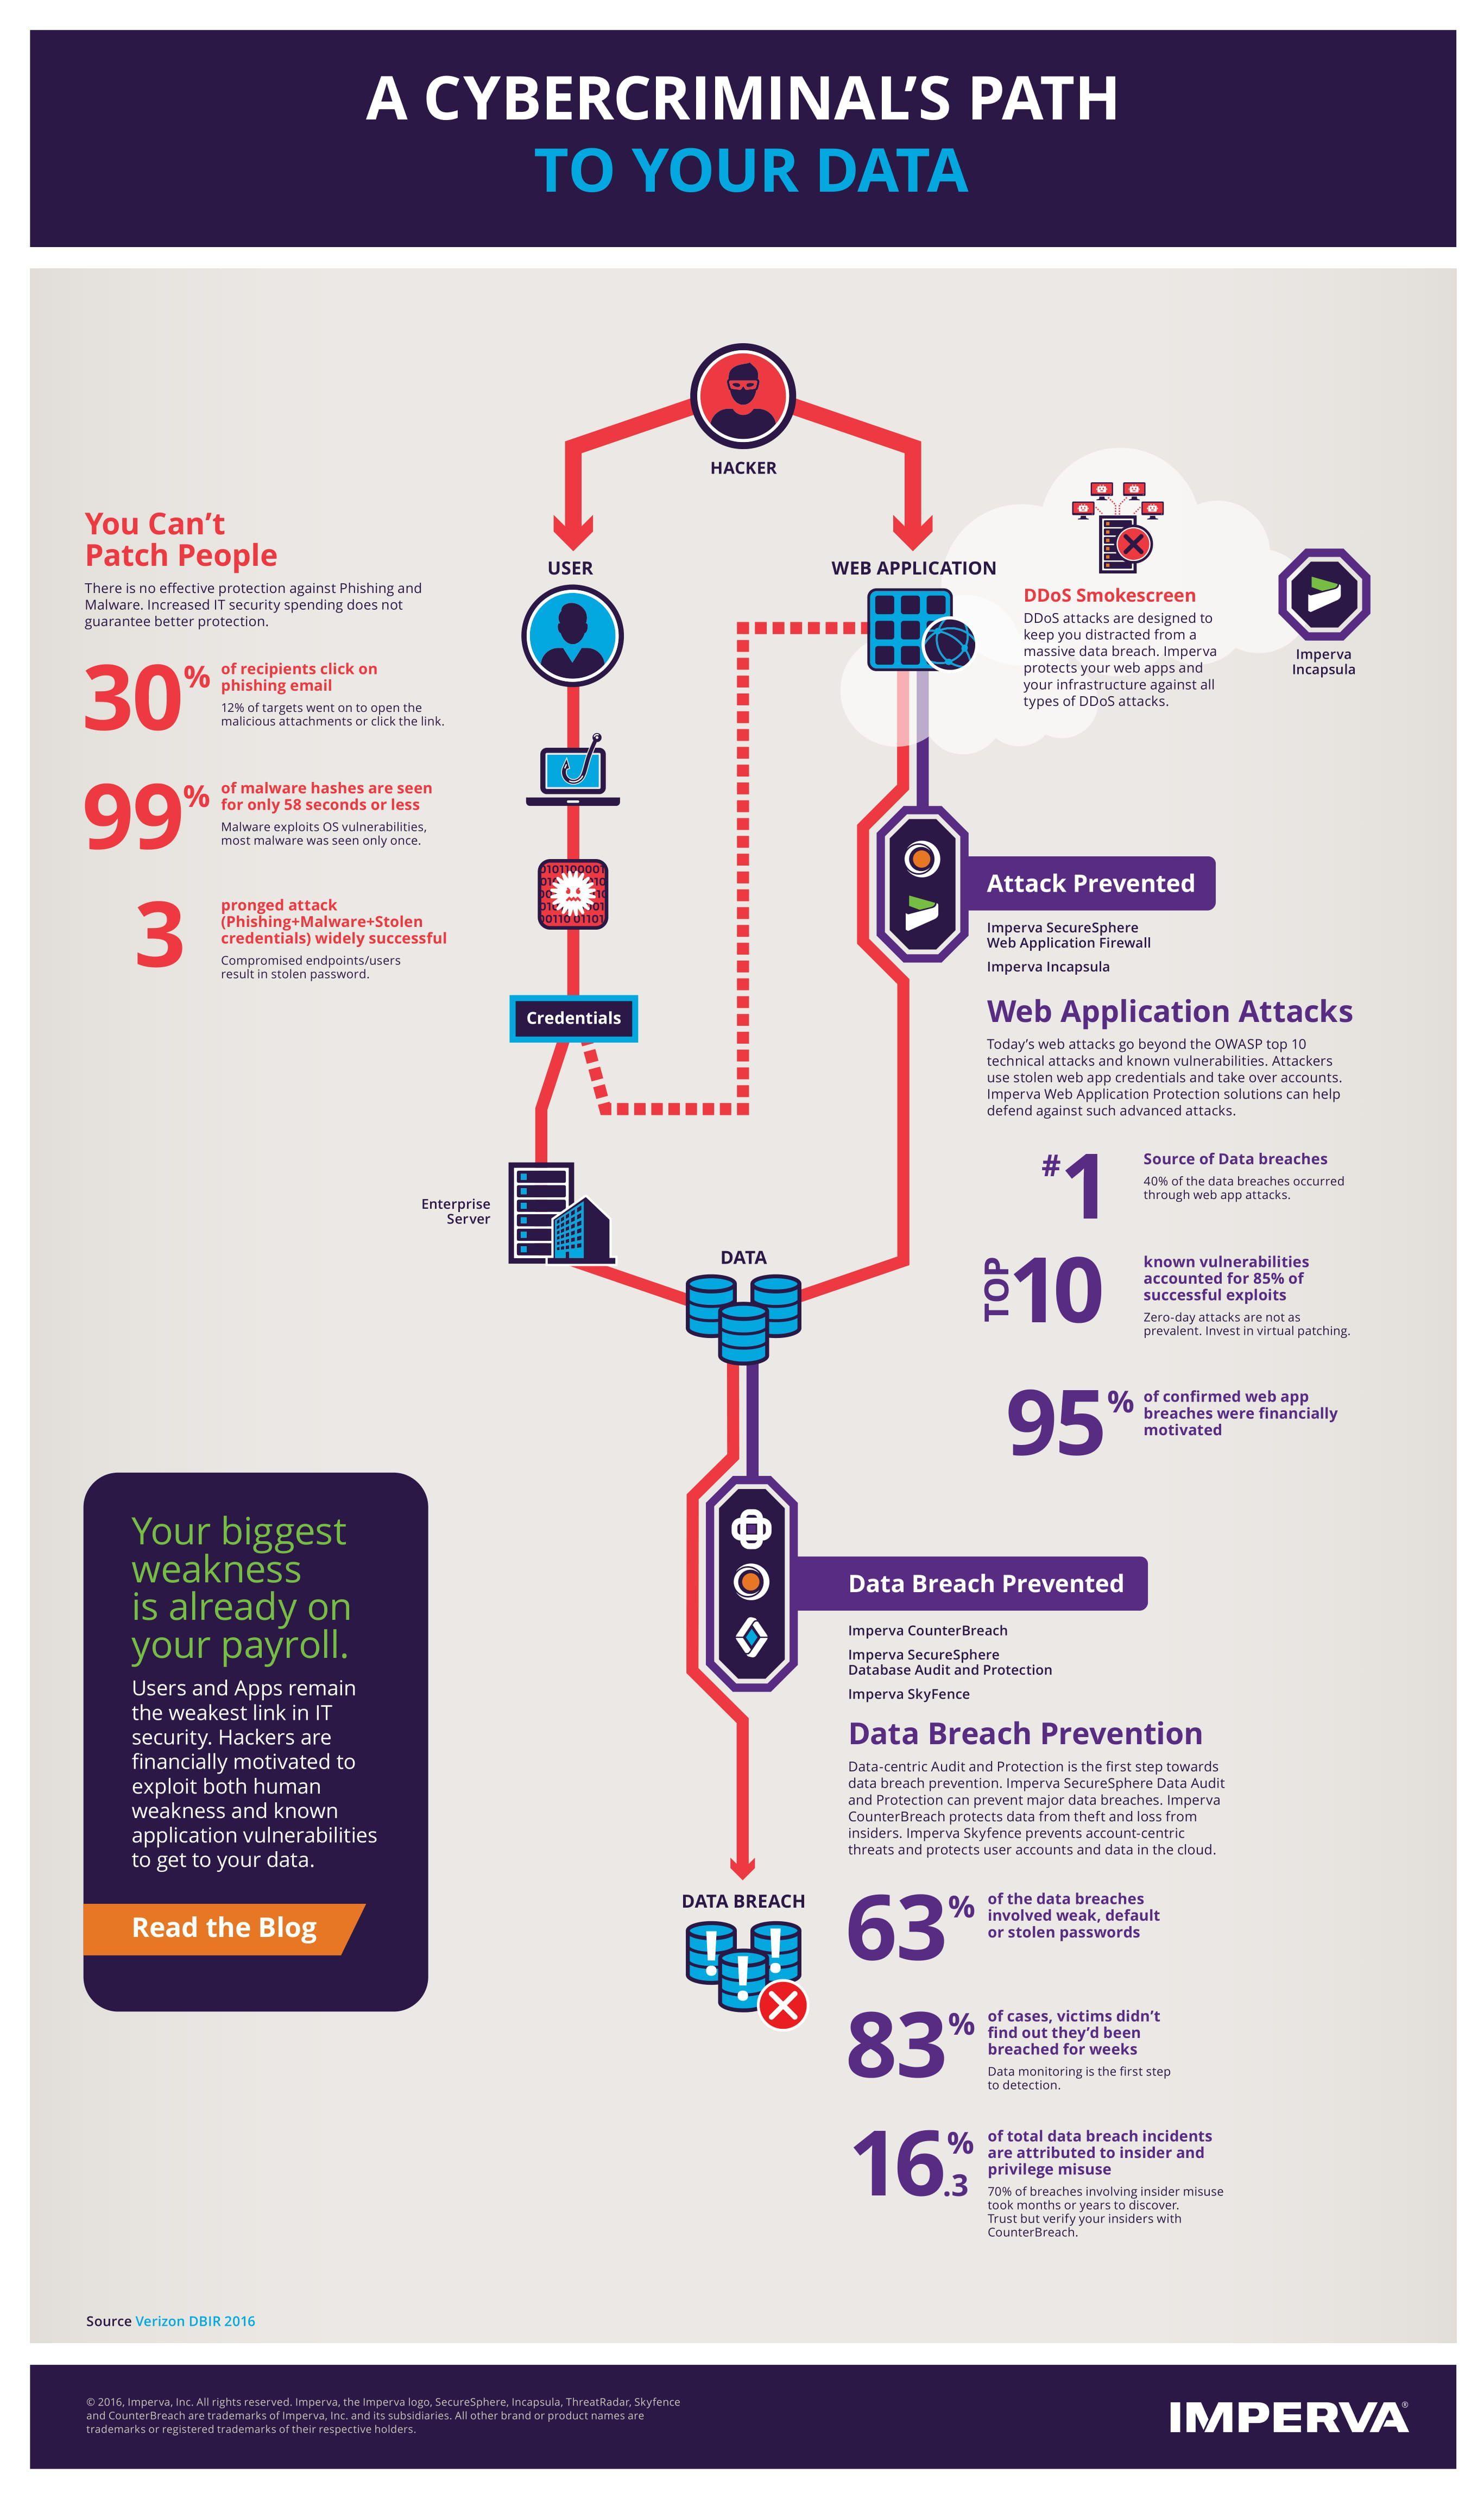 A CYBERCRIMINAL’S PATH
TO YOUR DATA
HACKER
You Can’t
Patch People
There is no effective protection against Phishing and
Malware. Increased IT security spending does not
guarantee better protection.
30%
of recipients click on
phishing email
12% of targets went on to open the
malicious attachments or click the link.
99%
of malware hashes are seen
for only 58 seconds or less
Malware exploits OS vulnerabilities,
most malware was seen only once.
3
pronged attack
(Phishing+Malware+Stolen
credentials) widely successful
Compromised endpoints/users
result in stolen password.
USER
Credentials
Enterprise
Server
WEB APPLICATION
DDoS Smokescreen
DDoS attacks are designed to
keep you distracted from a
massive data breach. Imperva
protects your web apps and
your infrastructure against all
types of DDoS attacks.
Imperva
Incapsula
Attack Prevented
Imperva SecureSphere
Web Application Firewall
Imperva Incapsula
Web Application Attacks
Today’s web attacks go beyond the OWASP top 10
technical attacks and known vulnerabilities. Attackers
use stolen web app credentials and take over accounts.
Imperva Web Application Protection solutions can help
defend against such advanced attacks.
#1
Source of Data breaches
40% of the data breaches occurred
through web app attacks.
TOP 10
known vulnerabilities
accounted for 85% of
successful exploits
Zero-day attacks are not as
prevalent. Invest in virtual patching.
95%
of confirmed web app
breaches were financially
motivated
DATA
Your biggest
weakness
is already on
your payroll.
Users and Apps remain
the weakest link in IT
security. Hackers are
financially motivated to
exploit both human
weakness and known
application vulnerabilities
to get to your data.
Read the Blog
Data Breach Prevented
Imperva CounterBreach
Imperva SecureSphere
Database Audit and Protection
Imperva SkyFence
Data Breach Prevention
Data-centric Audit and Protection is the first step towards
data breach prevention. Imperva SecureSphere Data Audit
and Protection can prevent major data breaches. Imperva
CounterBreach protects data from theft and loss from
insiders. Imperva Skyfence prevents account-centric
threats and protects user accounts and data in the cloud.
DATA BREACH
63%
of the data breaches
involved weak, default
or stolen passwords
83%
of cases, victims didn’t
find out they’d been
breached for weeks
Data monitoring is the first step
to detection.
16.3%
of total data breach incidents
are attributed to insider and
privilege misuse
70% of breaches involving insider misuse
took months or years to discover.
Trust but verify your insiders with
CounterBreach.
Source Verizon DBIR 2016
© 2016, Imperva, Inc. All rights reserved. Imperva, the Imperva logo, SecureSphere, Incapsula, ThreatRadar, Skyfence
and CounterBreach are trademarks of Imperva, Inc. and its subsidiaries. All other brand or product names are
trademarks or registered trademarks of their respective holders.
IMPERVA®